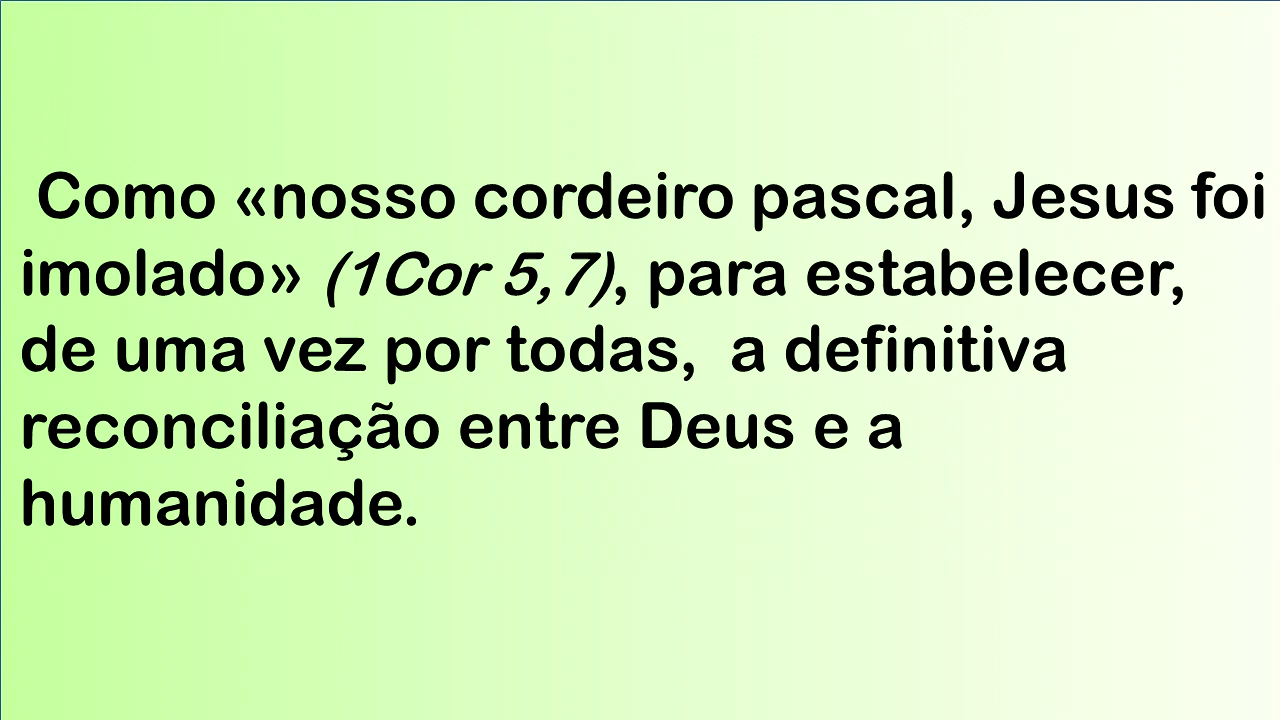 Como «nosso cordeiro pascal, Jesus foi
imolado» (1Cor 5,7), para estabelecer,
de uma vez por todas,  a definitiva
reconciliação entre Deus e a
humanidade.